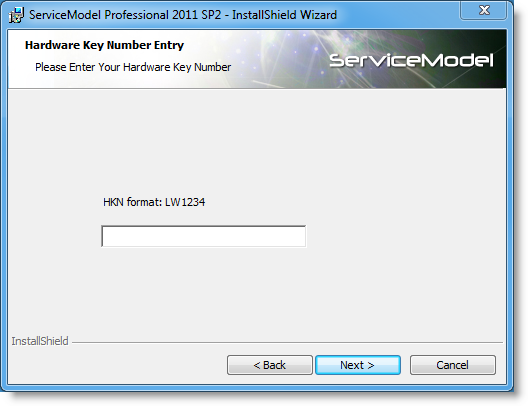 ServiceModel Professional 2011 SP2 - InstallShield Wizard
Hardware Key Number Entry
Please Enter Your Hardware Key Number
ServiceModel
HKN format: LW1234
InstallShield
< Back
Next >
Cancel